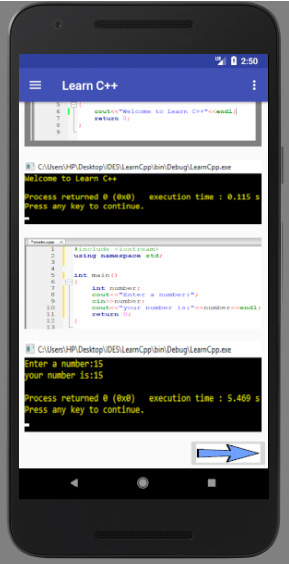 2:50
Learn C++
5 {
6 cout<<"Welcome to Learn C++"<<endl;
7 return 0;
8 }
9
C:\Users\HP\Desktop\IDES\LearnCpp\bin\Debug\LearnCpp.exe
Welcome to Learn C++
Process returned 0 (0x0) execution time : 0.115 s
Press any key to continue.
1 #include <iostream>
2 using namespace std;
3
4
5 int main()
6 {
7 int number;
8 cout<<"Enter a number:";
9 cin>>number;
10 cout<<"your number is:"<<number<<endl;
11 return 0;
12 }
13
C:\Users\HP\Desktop\IDES\LearnCpp\bin\Debug\LearnCpp.exe
Enter a number:15
your number is:15
Process returned 0 (0x0) execution time : 5.469 s
Press any key to continue.